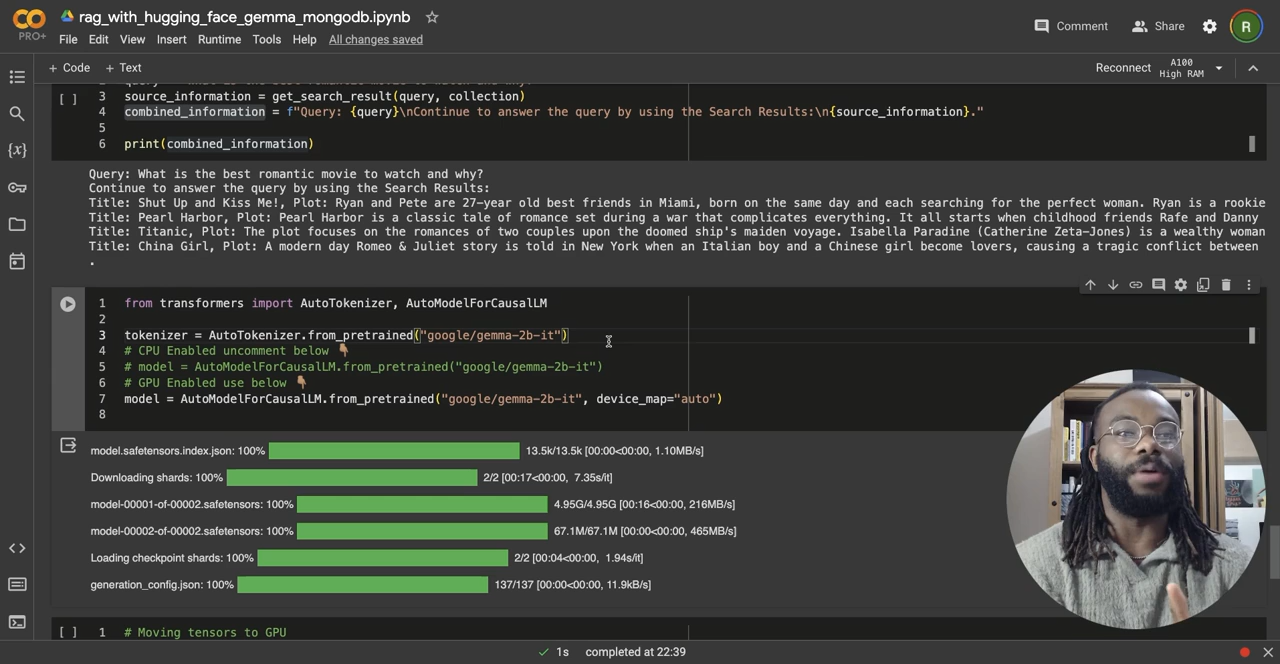 rag_with_hugging_face_gemma_mongodb.ipynb
PRO+
File Edit View Insert Runtime Tools Help All changes saved
Comment Share R
+ Code + Text
Reconnect A100 High RAM
[ ] 3 source_information = get_search_result(query, collection)
4 combined_information = f"Query: {query}\nContinue to answer the query by using the Search Results:\n{source_information}."
5
6 print(combined_information)
Query: What is the best romantic movie to watch and why?
Continue to answer the query by using the Search Results:
Title: Shut Up and Kiss Me!, Plot: Ryan and Pete are 27-year old best friends in Miami, born on the same day and each searching for the perfect woman. Ryan is a rookie
Title: Pearl Harbor, Plot: Pearl Harbor is a classic tale of romance set during a war that complicates everything. It all starts when childhood friends Rafe and Danny
Title: Titanic, Plot: The plot focuses on the romances of two couples upon the doomed ship's maiden voyage. Isabella Paradine (Catherine Zeta-Jones) is a wealthy woman
Title: China Girl, Plot: A modern day Romeo & Juliet story is told in New York when an Italian boy and a Chinese girl become lovers, causing a tragic conflict between
.
1 from transformers import AutoTokenizer, AutoModelForCausalLM
2
3 tokenizer = AutoTokenizer.from_pretrained("google/gemma-2b-it")
4 # CPU Enabled uncomment below 👇🏽
5 # model = AutoModelForCausalLM.from_pretrained("google/gemma-2b-it")
6 # GPU Enabled use below 👇🏽
7 model = AutoModelForCausalLM.from_pretrained("google/gemma-2b-it", device_map="auto")
8
model.safetensors.index.json: 100% 13.5k/13.5k [00:00<00:00, 1.10MB/s]
Downloading shards: 100% 2/2 [00:17<00:00, 7.35s/it]
model-00001-of-00002.safetensors: 100% 4.95G/4.95G [00:16<00:00, 216MB/s]
model-00002-of-00002.safetensors: 100% 67.1M/67.1M [00:00<00:00, 465MB/s]
Loading checkpoint shards: 100% 2/2 [00:04<00:00, 1.94s/it]
generation_config.json: 100% 137/137 [00:00<00:00, 11.9kB/s]
[ ] 1 # Moving tensors to GPU
1s completed at 22:39